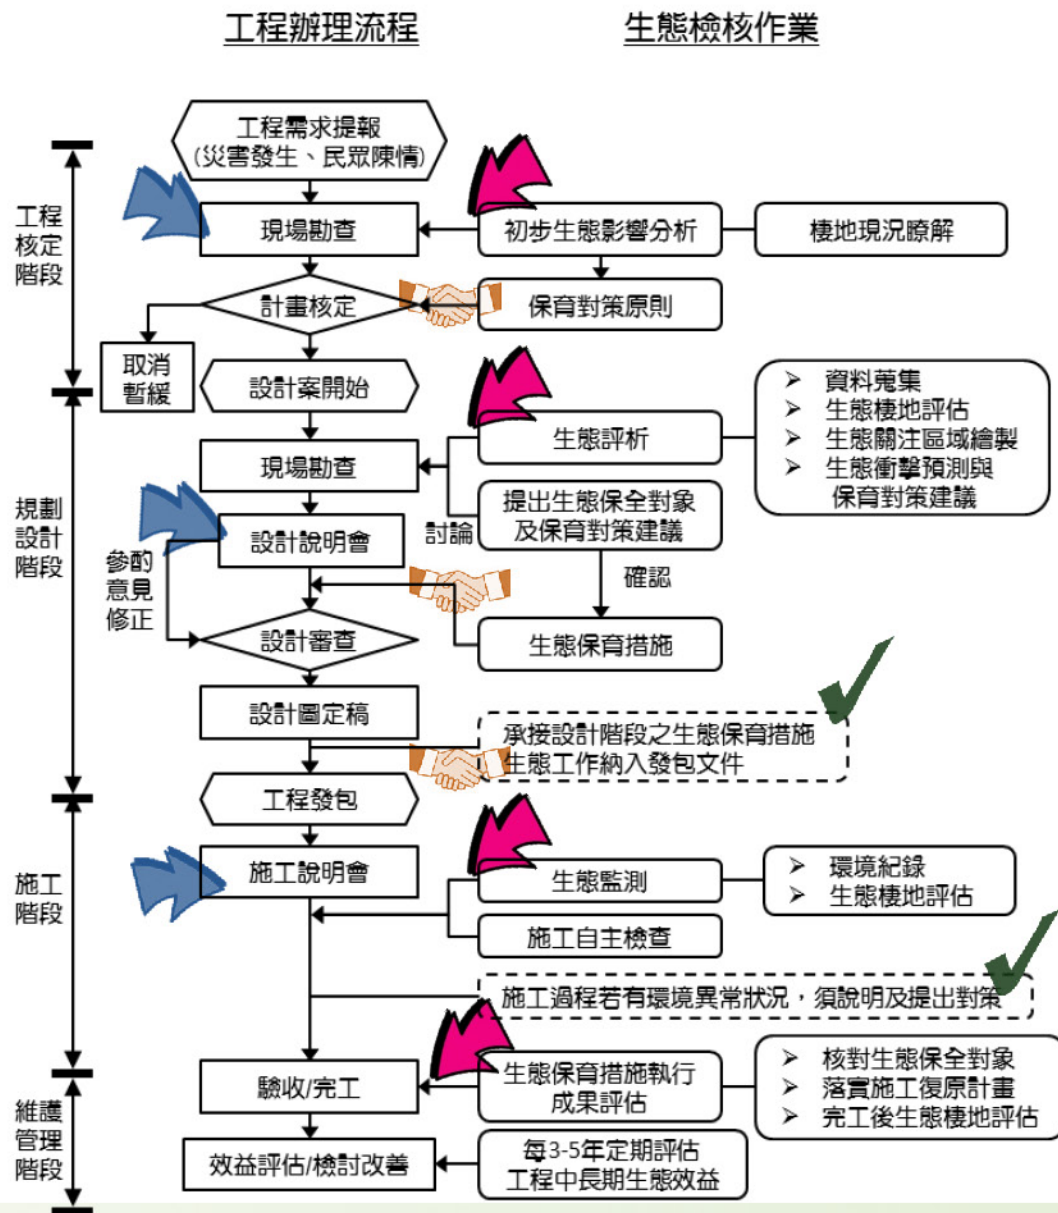 工程辦理流程
生態檢核作業
工程需求提報
(災害發生、民眾陳情)
工程
核定
階段
現場勘查
初步生態影響分析
棲地現況瞭解
計畫核定
保育對策原則
取消
暫緩
設計案開始
規劃
設計
階段
生態評析
➢ 資料蒐集
➢ 生態棲地評估
➢ 生態關注區域繪製
➢ 生態衝擊預測與
保育對策建議
現場勘查
提出生態保全對象
及保育對策建議
討論
設計說明會
參酌
意見
修正
確認
設計審查
生態保育措施
設計圖定稿
承接設計階段之生態保育措施
生態工作納入發包文件
工程發包
施工
階段
施工說明會
生態監測
➢ 環境紀錄
➢ 生態棲地評估
施工自主檢查
施工過程若有環境異常狀況，須說明及提出對策
維護
管理
階段
驗收/完工
生態保育措施執行
成果評估
➢ 核對生態保全對象
➢ 落實施工復原計畫
➢ 完工後生態棲地評估
效益評估/檢討改善
每3-5年定期評估
工程中長期生態效益